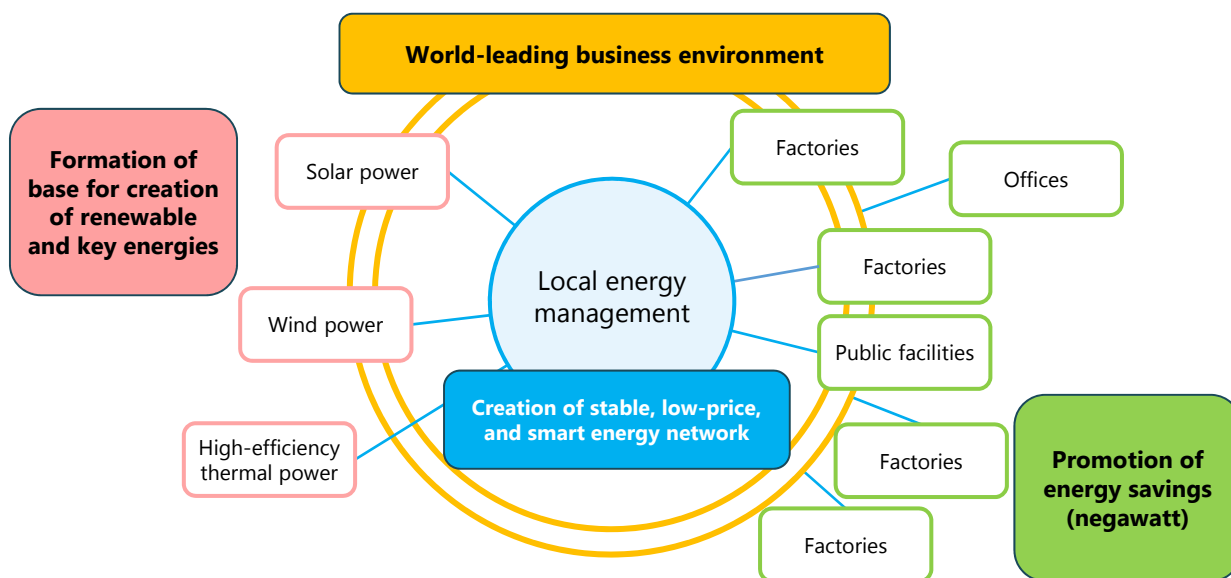 World-leading business environment
Formation of
base for creation
of renewable
and key energies
Solar power
Wind power
High-efficiency
thermal power
Local energy
management
Creation of stable, low-price,
and smart energy network
Factories
Offices
Factories
Public facilities
Factories
Factories
Promotion of
energy savings
(negawatt)